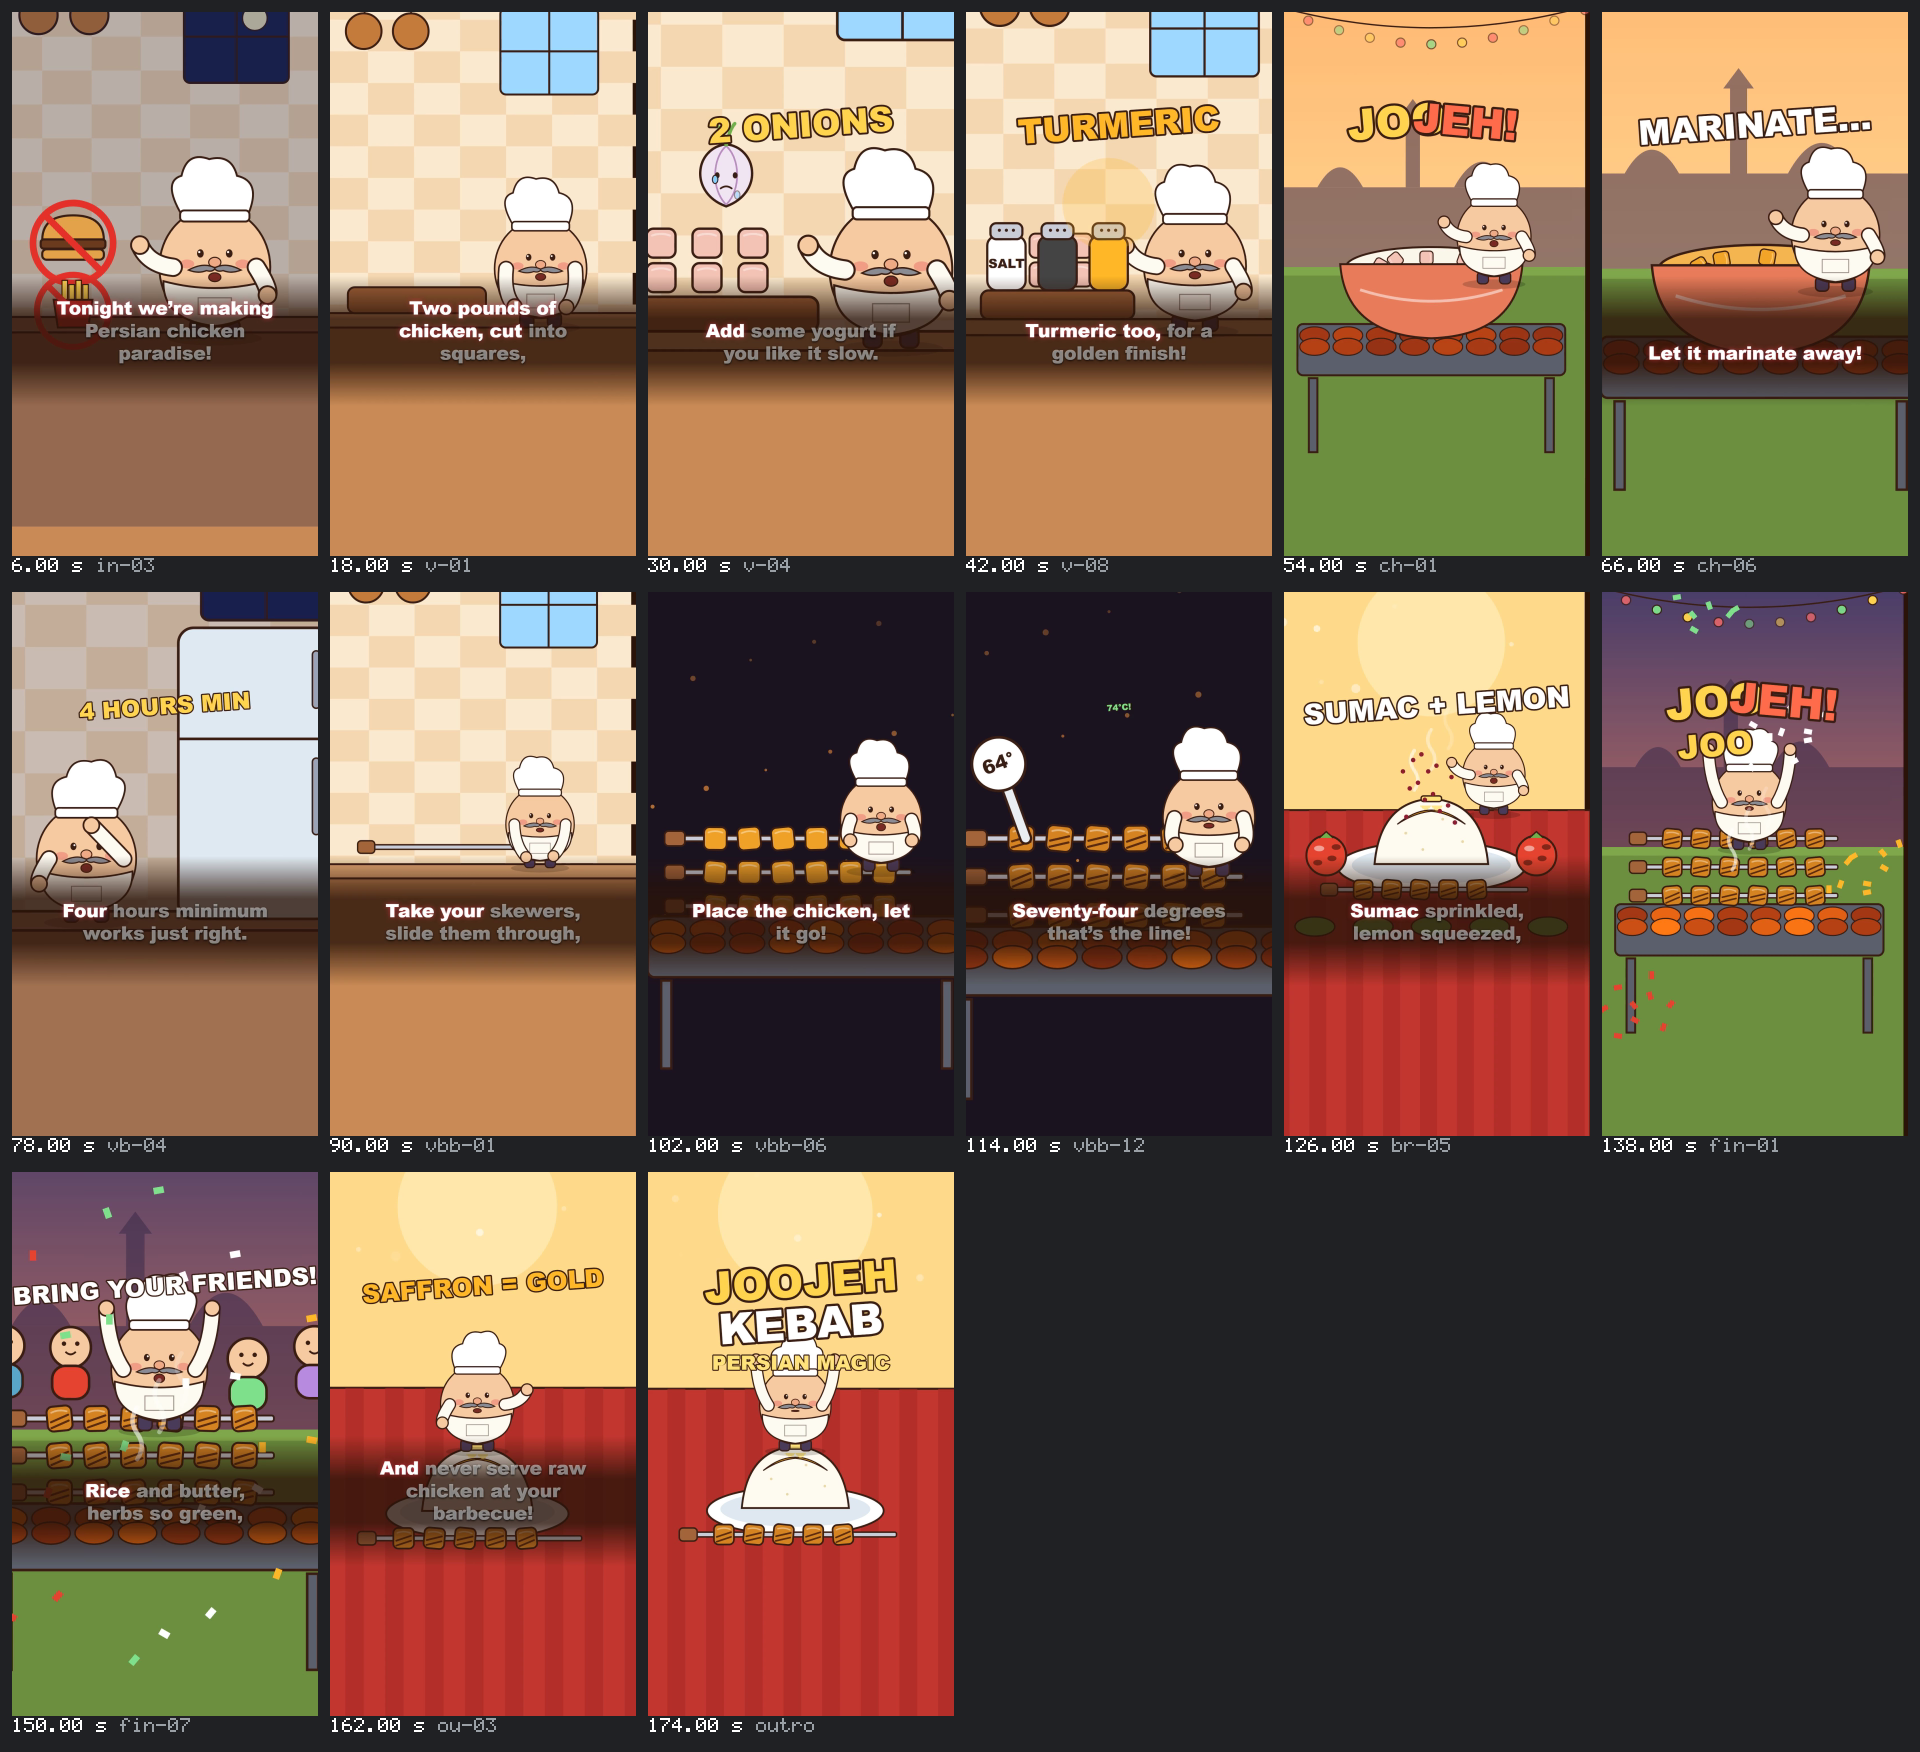 Tonight we're making
Persian chicken
paradise!
6.00 s in-03
Two pounds of
chicken, cut into
squares,
18.00 s v-01
2 ONIONS
Add some yogurt if
you like it slow.
30.00 s v-04
TURMERIC
SALT
Turmeric too, for a
golden finish!
42.00 s v-08
JOOJEH!
54.00 s ch-01
MARINATE...
Let it marinate away!
66.00 s ch-06
4 HOURS MIN
Four hours minimum
works just right.
78.00 s vb-04
Take your skewers,
slide them through,
90.00 s vbb-01
Place the chicken, let
it go!
102.00 s vbb-06
74°C!
64°
Seventy-four degrees
that's the line!
114.00 s vbb-12
SUMAC + LEMON
Sumac sprinkled,
lemon squeezed,
126.00 s br-05
JOOJEH!
JOO
138.00 s fin-01
BRING YOUR FRIENDS!
Rice and butter,
herbs so green,
150.00 s fin-07
SAFFRON = GOLD
And never serve raw
chicken at your
barbecue!
162.00 s ou-03
JOOJEH
KEBAB
PERSIAN MAGIC
174.00 s outro